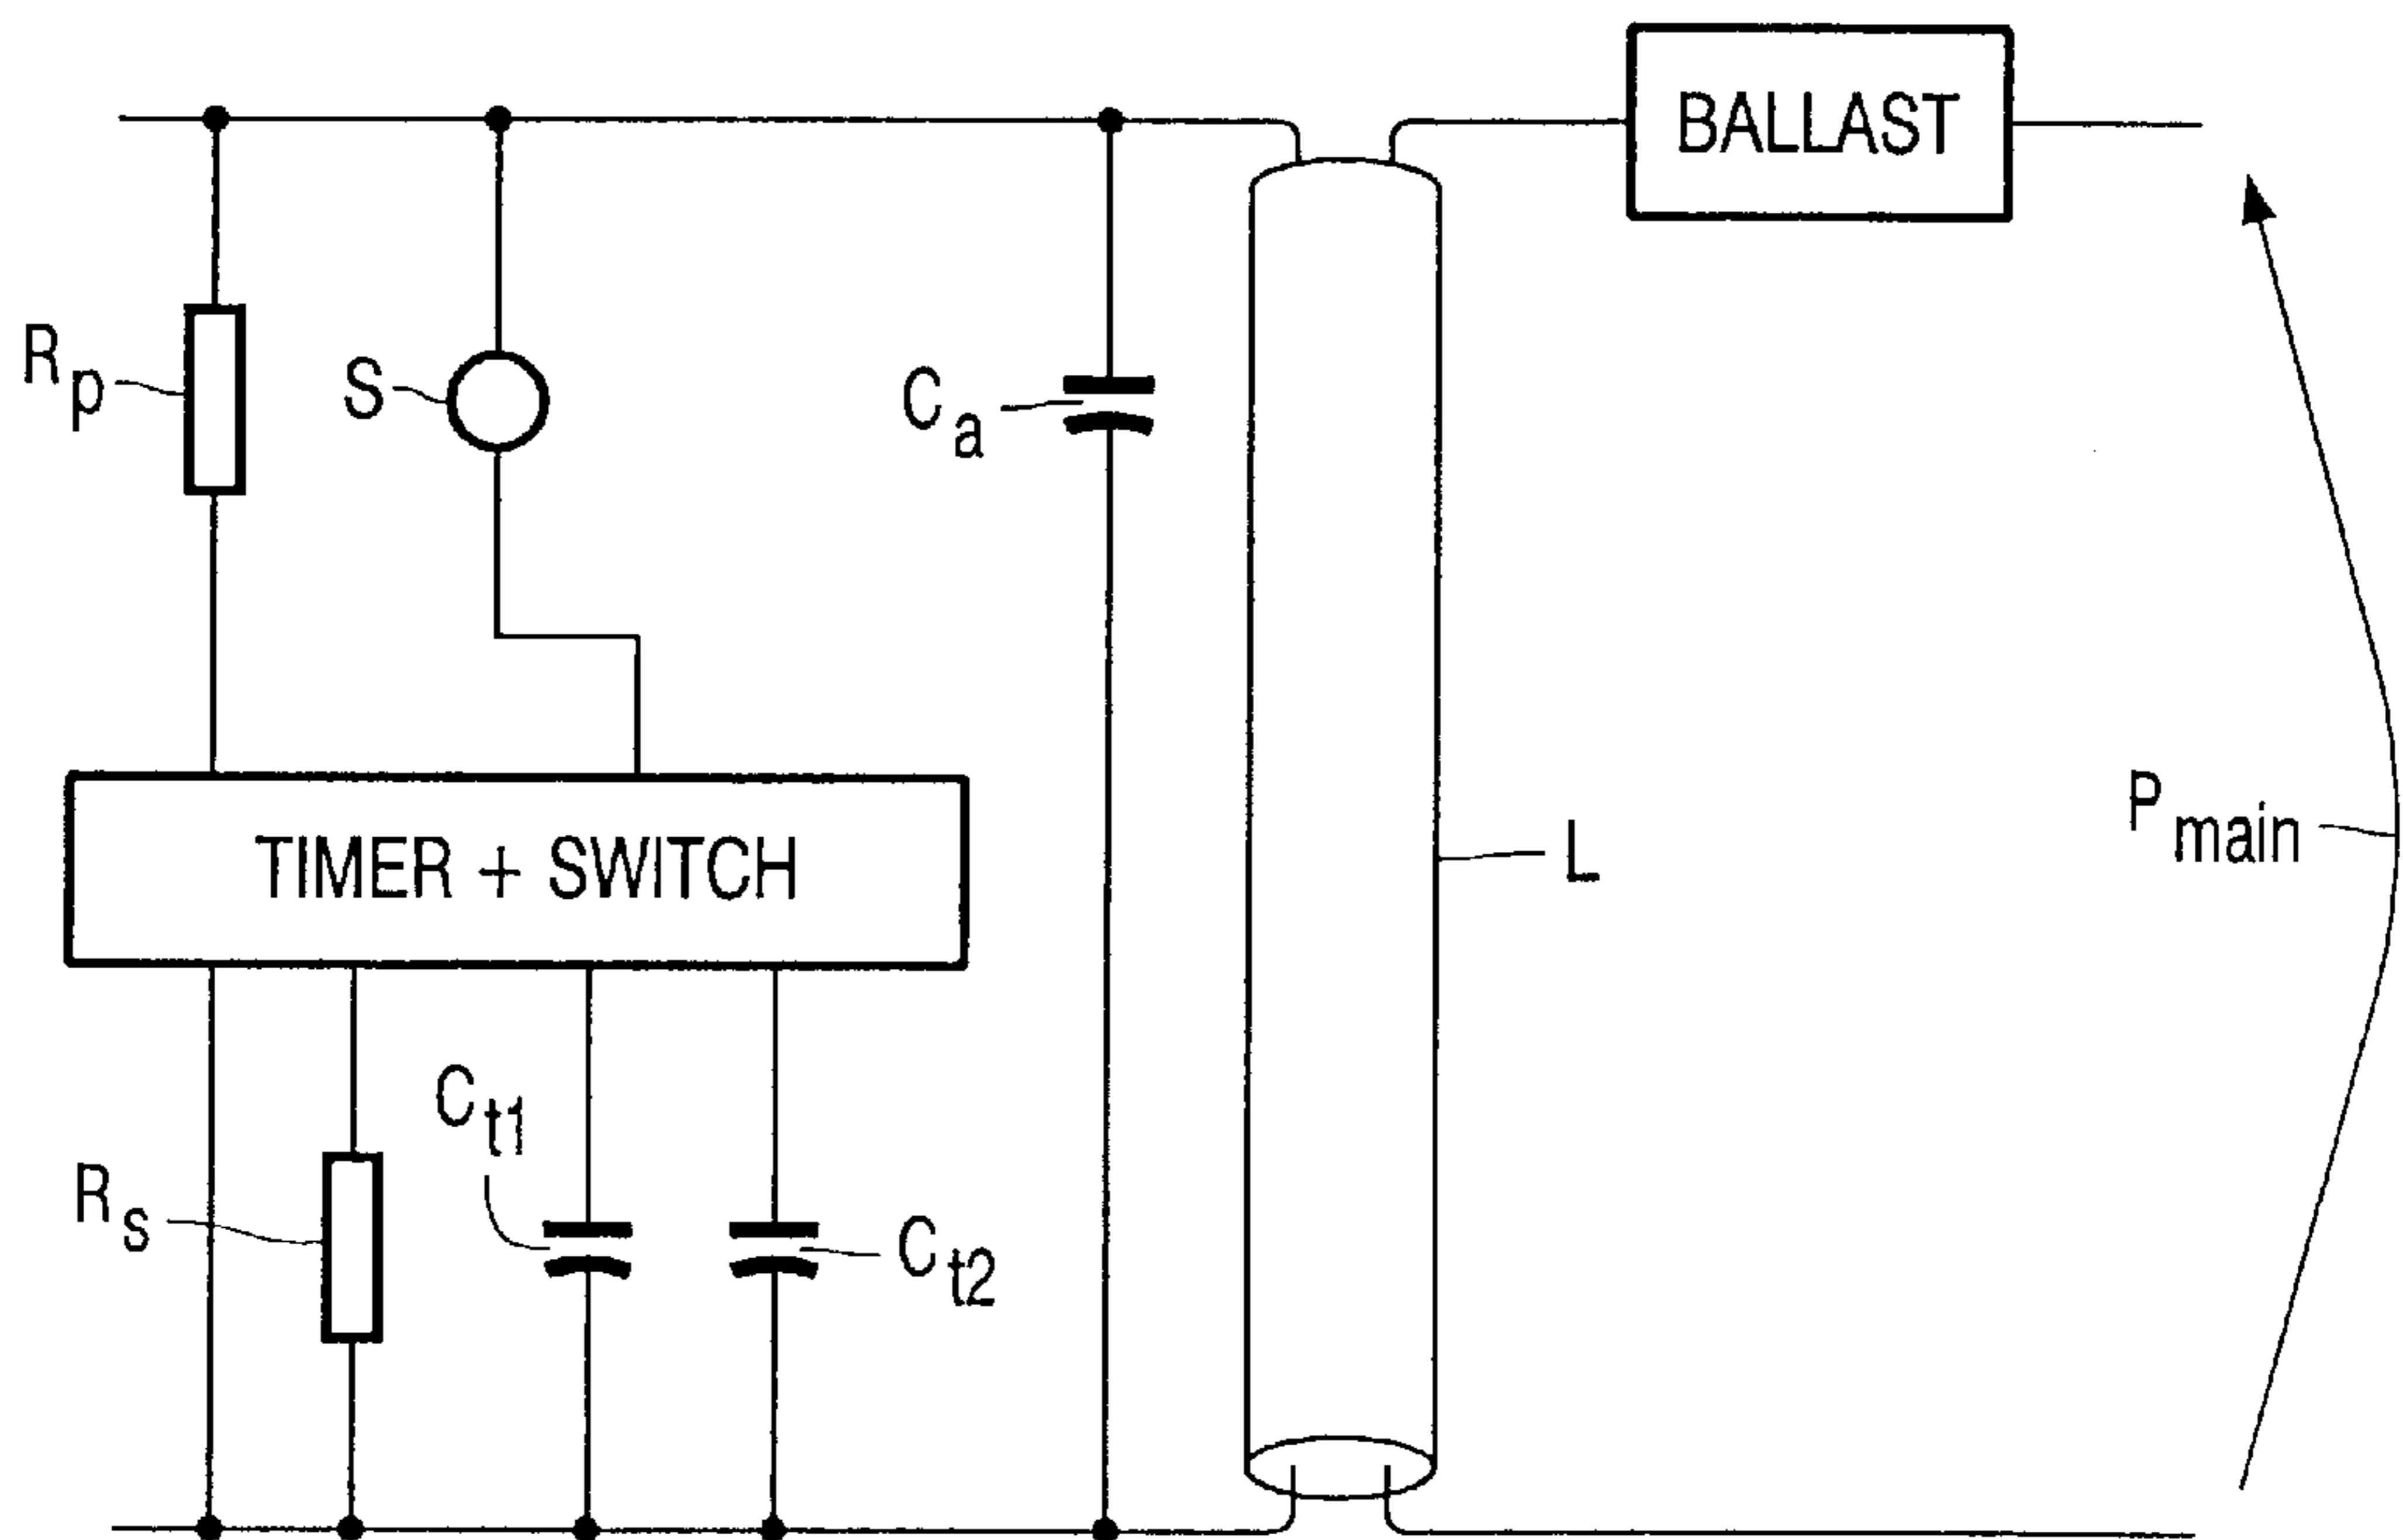 BALLAST
Rp
S
Ca
TIMER + SWITCH
L
Pmain
Ct1
Rs
Ct2